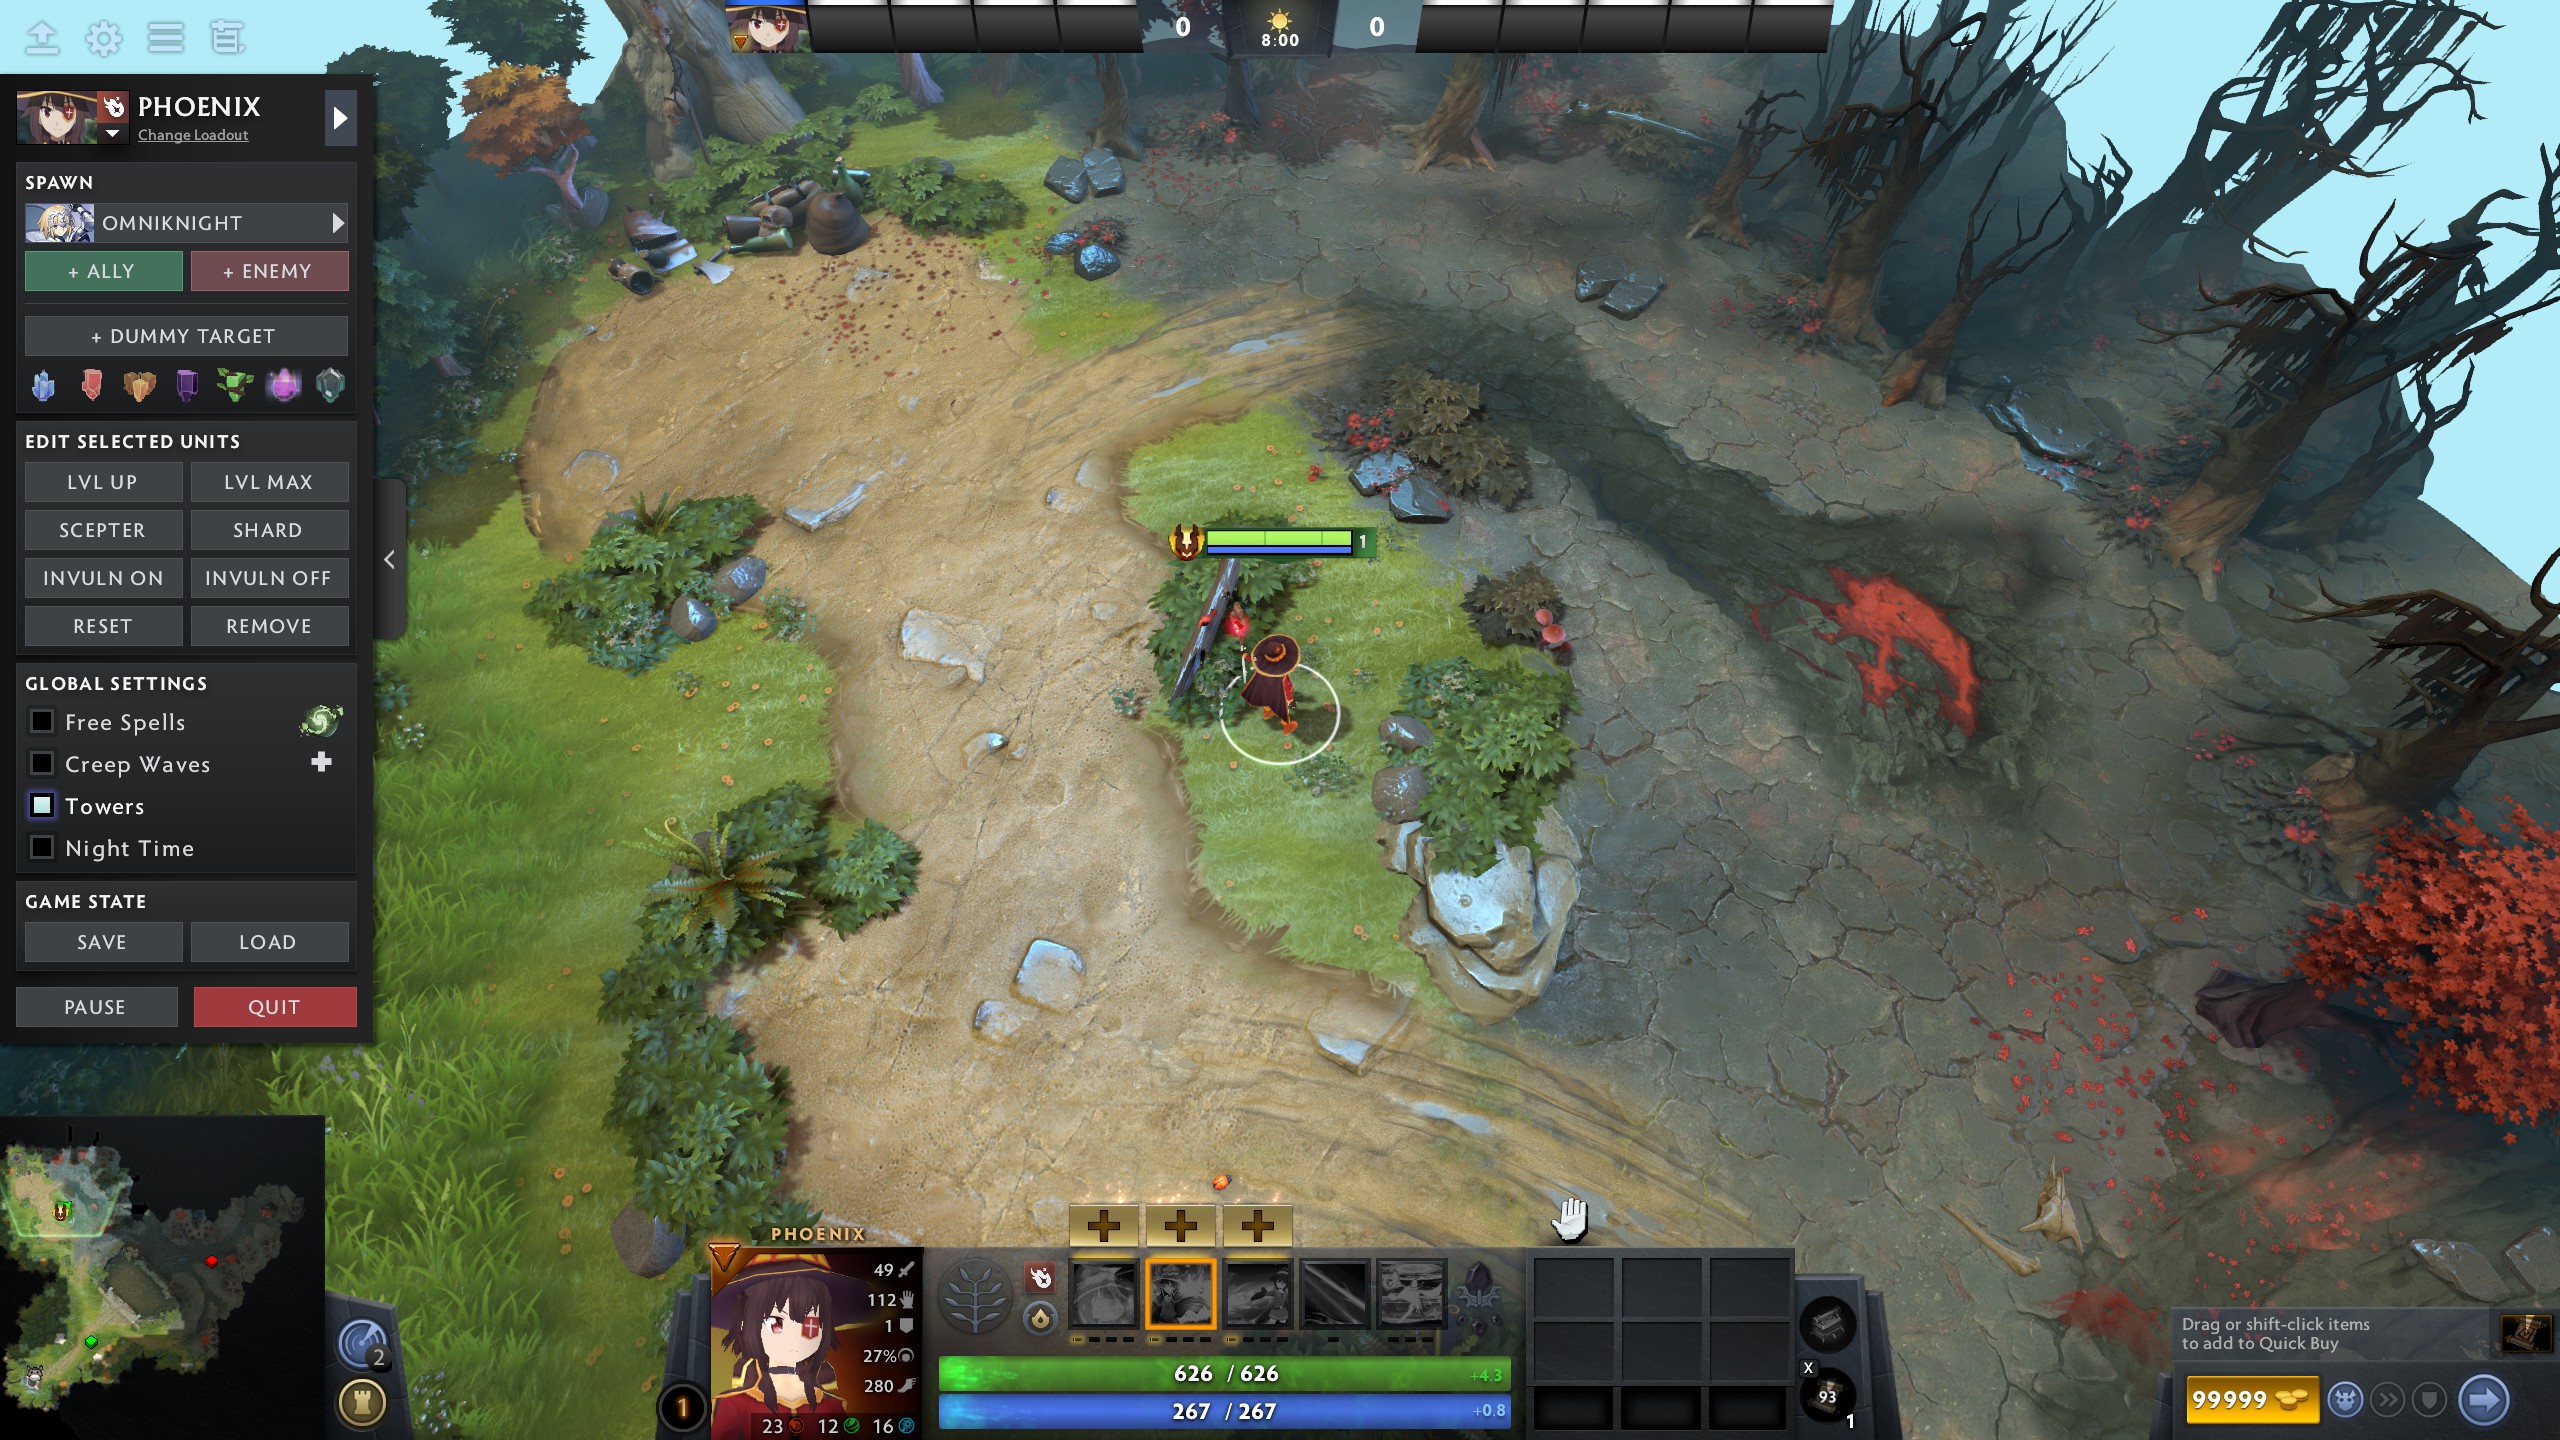 0
8:00
0
PHOENIX
Change Loadout
SPAWN
OMNIKNIGHT
+ ALLY
+ ENEMY
+ DUMMY TARGET
EDIT SELECTED UNITS
LVL UP
LVL MAX
SCEPTER
SHARD
INVULN ON
INVULN OFF
RESET
REMOVE
GLOBAL SETTINGS
Free Spells
Creep Waves
Towers
Night Time
GAME STATE
SAVE
LOAD
PAUSE
QUIT
1
2
PHOENIX
49
112
1
27%
280
1
23
12
16
626 / 626
+4.3
267 / 267
+0.8
X
93
1
Drag or shift-click items
to add to Quick Buy
99999